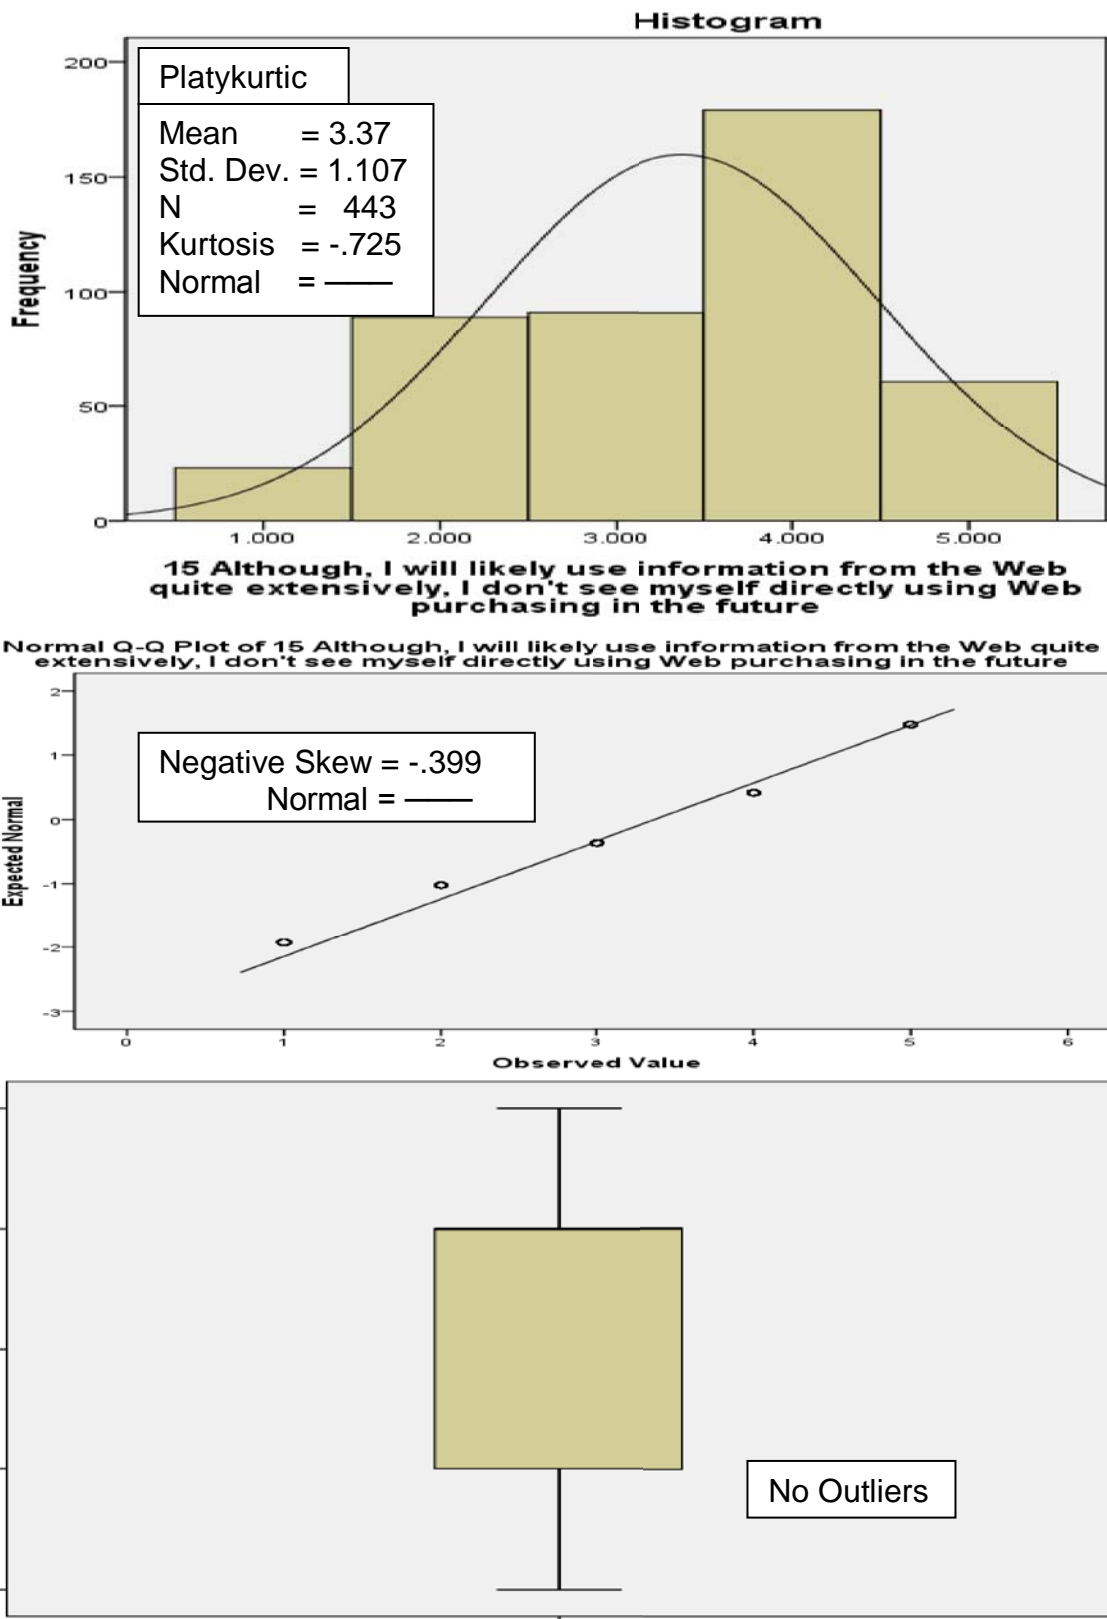 Histogram
Platykurtic
Mean = 3.37
Std. Dev. = 1.107
N = 443
Kurtosis = -.725
Normal = ——
Frequency
200
150
100
50
0
1.000 2.000 3.000 4.000 5.000
15 Although, I will likely use information from the Web
quite extensively, I don't see myself directly using Web
purchasing in the future
Normal Q-Q Plot of 15 Although, I will likely use information from the Web quite
extensively, I don't see myself directly using Web purchasing in the future
Negative Skew = -.399
Normal = ——
Expected Normal
2
1
0
-1
-2
-3
0 1 2 3 4 5 6
Observed Value
No Outliers